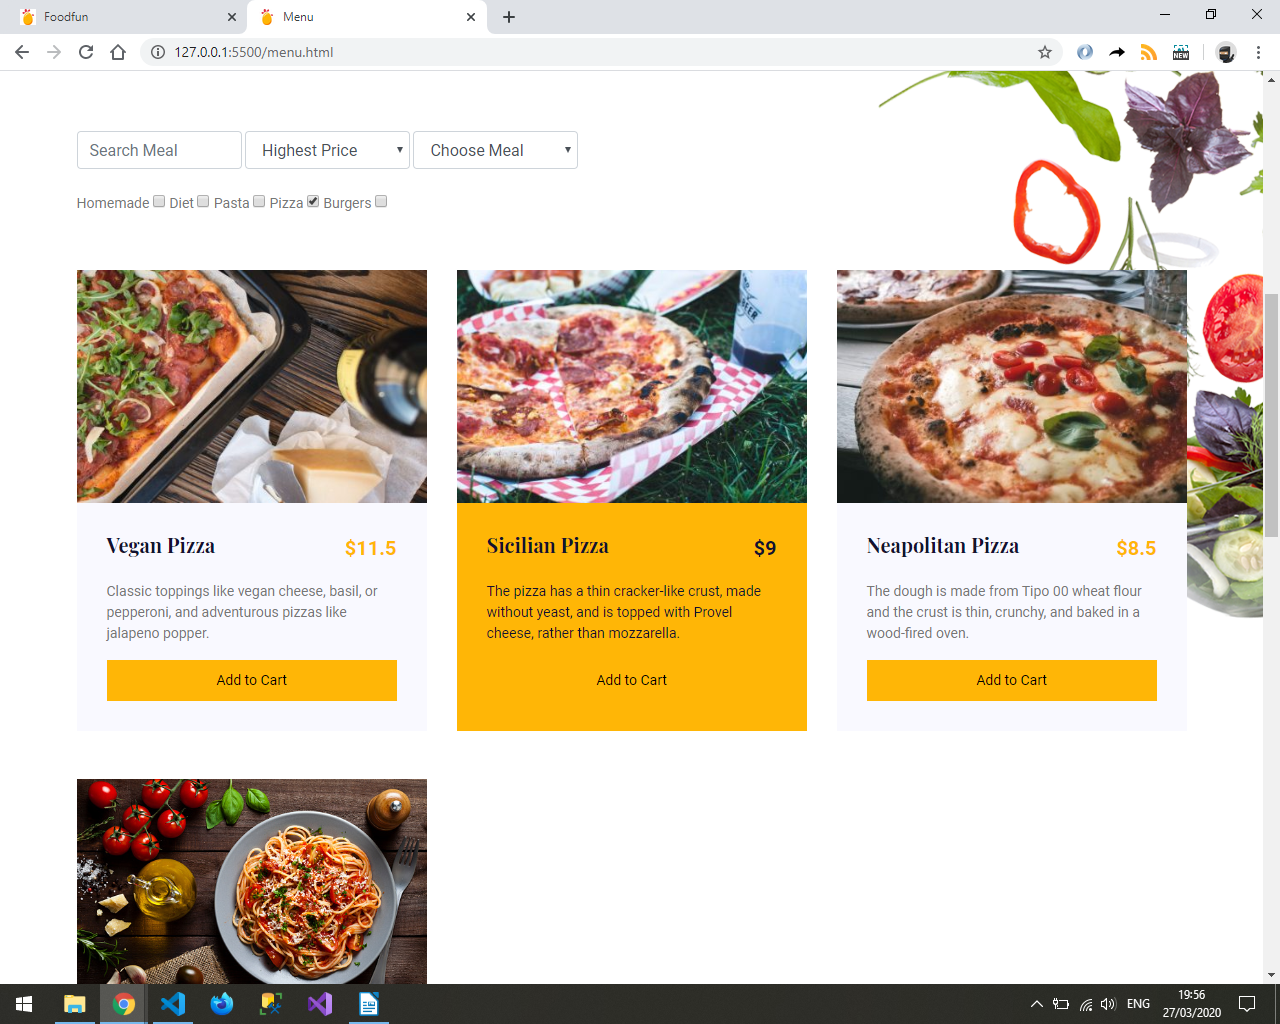 Foodfun
Menu
127.0.0.1:5500/menu.html
NEW
Search Meal
Highest Price
Choose Meal
Homemade Diet Pasta Pizza Burgers
BEER
Vegan Pizza
$11.5
Classic toppings like vegan cheese, basil, or
pepperoni, and adventurous pizzas like
jalapeno popper.
Add to Cart
Sicilian Pizza
$9
The pizza has a thin cracker-like crust, made
without yeast, and is topped with Provel
cheese, rather than mozzarella.
Add to Cart
Neapolitan Pizza
$8.5
The dough is made from Tipo 00 wheat flour
and the crust is thin, crunchy, and baked in a
wood-fired oven.
Add to Cart
ENG
19:56
27/03/2020